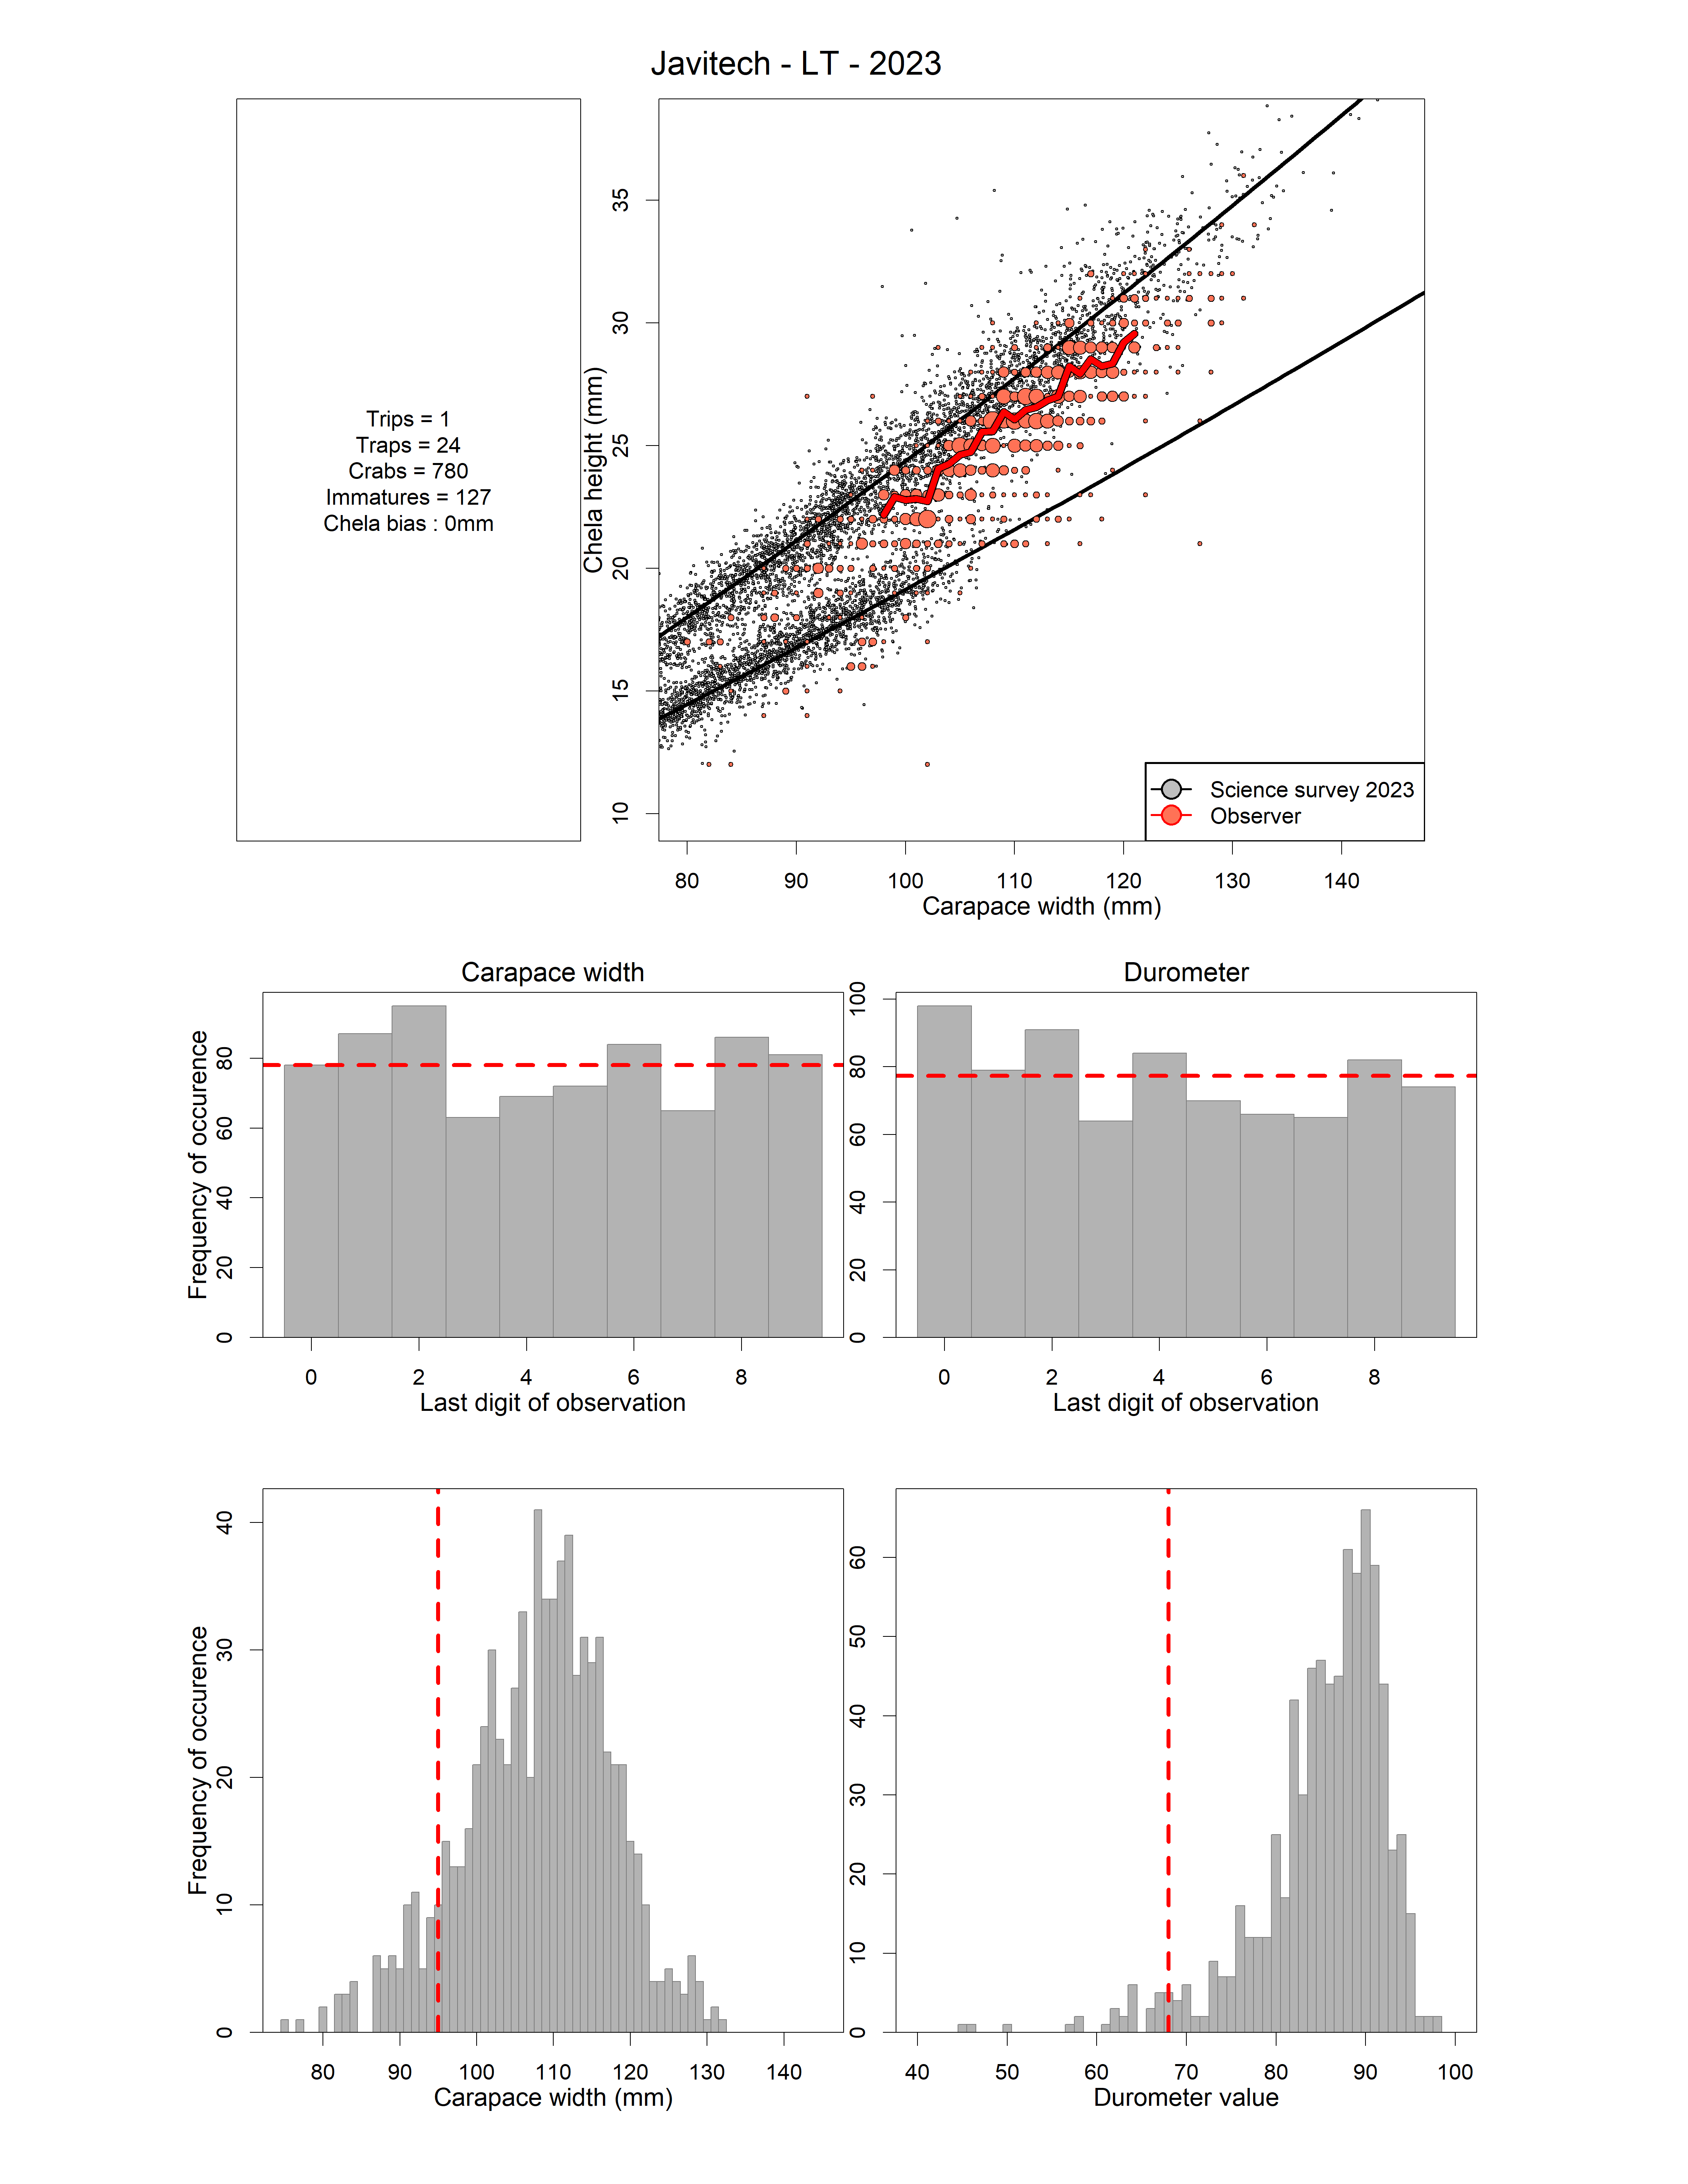 Javitech - LT - 2023
Trips = 1
Traps = 24
Crabs = 780
Immatures = 127
Chela bias : 0mm
Chela height (mm)
35
30
25
20
15
10
Science survey 2023
Observer
80 90 100 110 120 130 140
Carapace width (mm)
Carapace width
Frequency of occurence
80
60
40
20
0
0 2 4 6 8
Last digit of observation
Durometer
100
80
60
40
20
0
0 2 4 6 8
Last digit of observation
Frequency of occurence
40
30
20
10
0
80 90 100 110 120 130 140
Carapace width (mm)
60
50
40
30
20
10
0
40 50 60 70 80 90 100
Durometer value